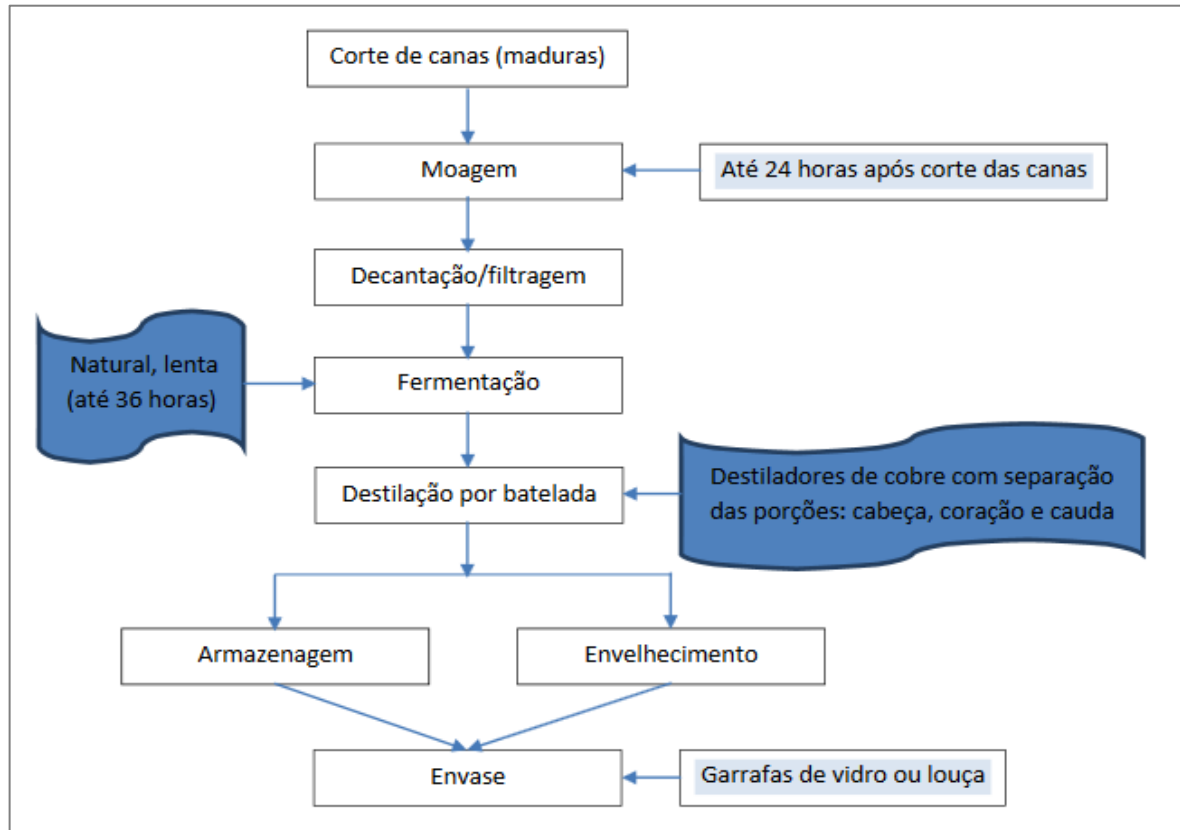 Corte de canas (maduras)
Moagem
Até 24 horas após corte das canas
Decantação/filtragem
Natural, lenta
(até 36 horas)
Fermentação
Destilação por batelada
Destiladores de cobre com separação
das porções: cabeça, coração e cauda
Armazenagem
Envelhecimento
Envase
Garrafas de vidro ou louça